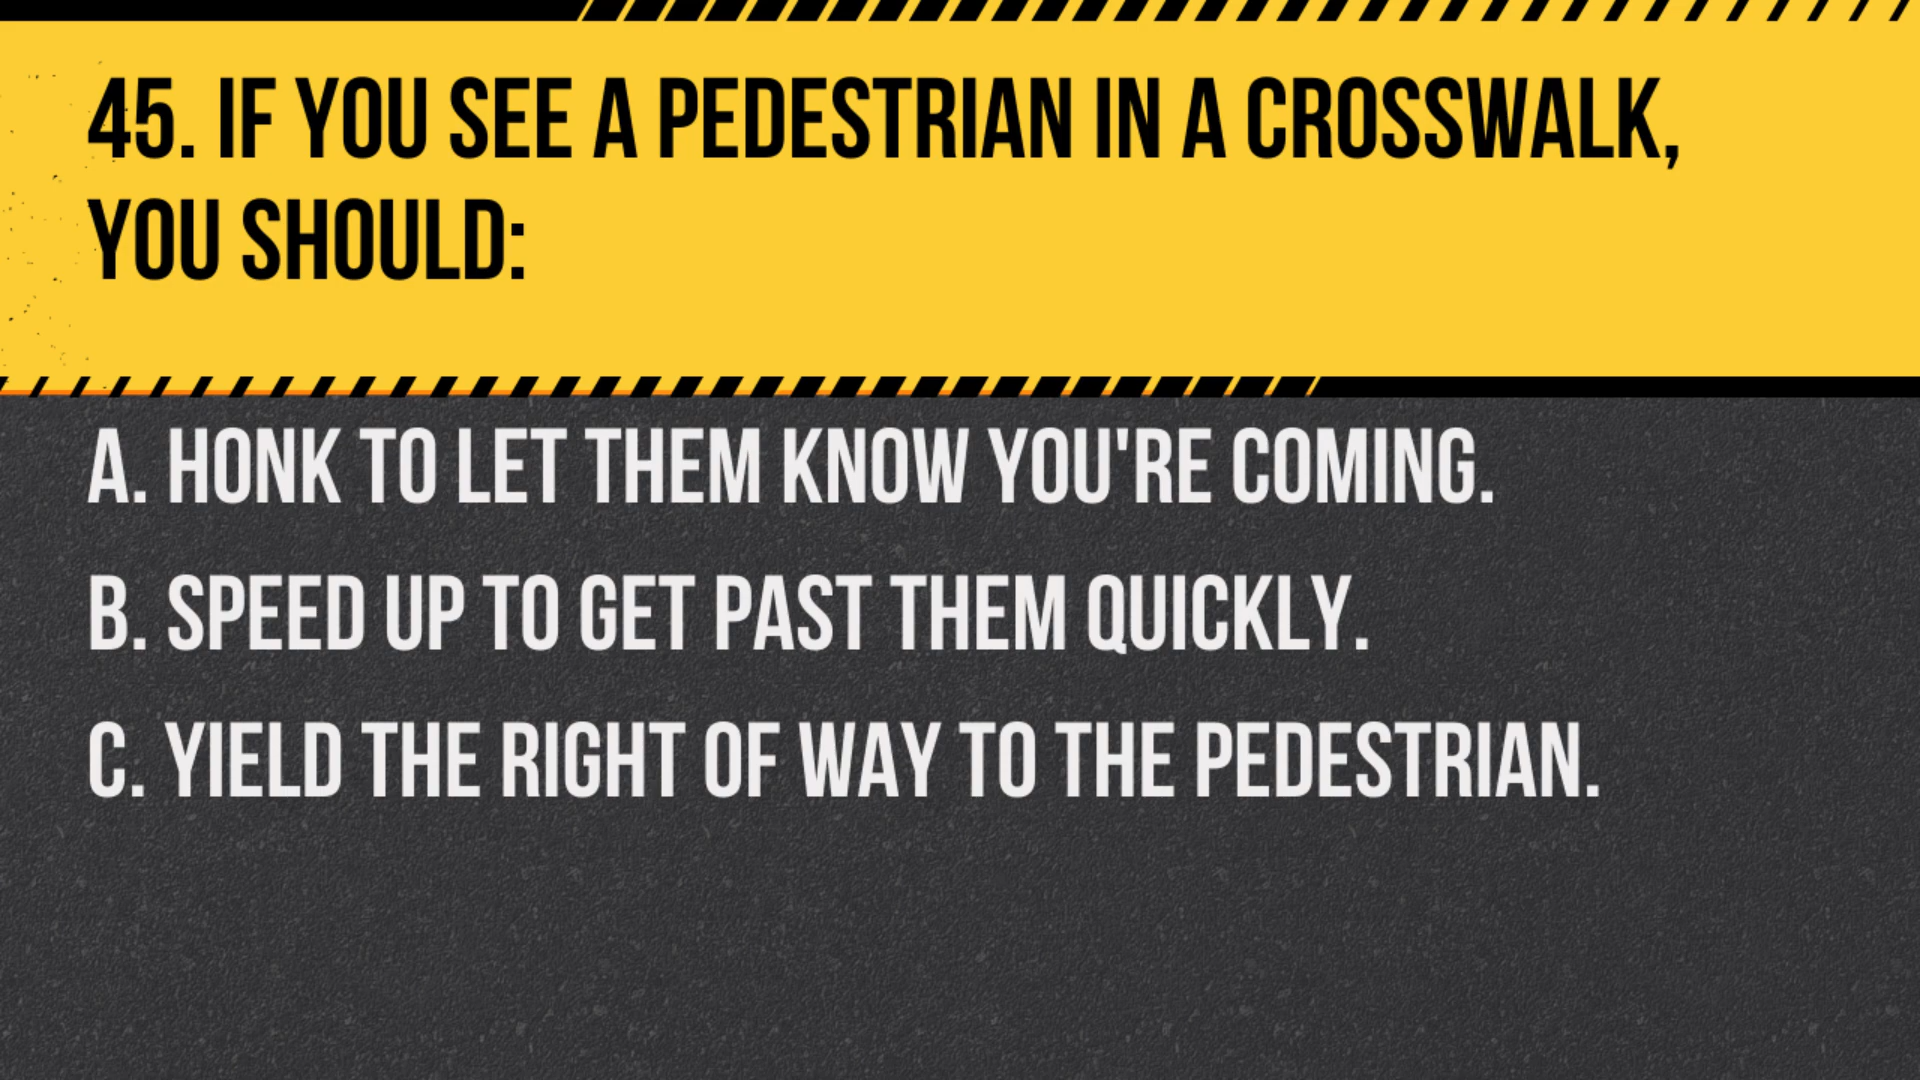 45. IF YOU SEE A PEDESTRIAN IN A CROSSWALK,
YOU SHOULD:
A. HONK TO LET THEM KNOW YOU'RE COMING.
B. SPEED UP TO GET PAST THEM QUICKLY.
C. YIELD THE RIGHT OF WAY TO THE PEDESTRIAN.